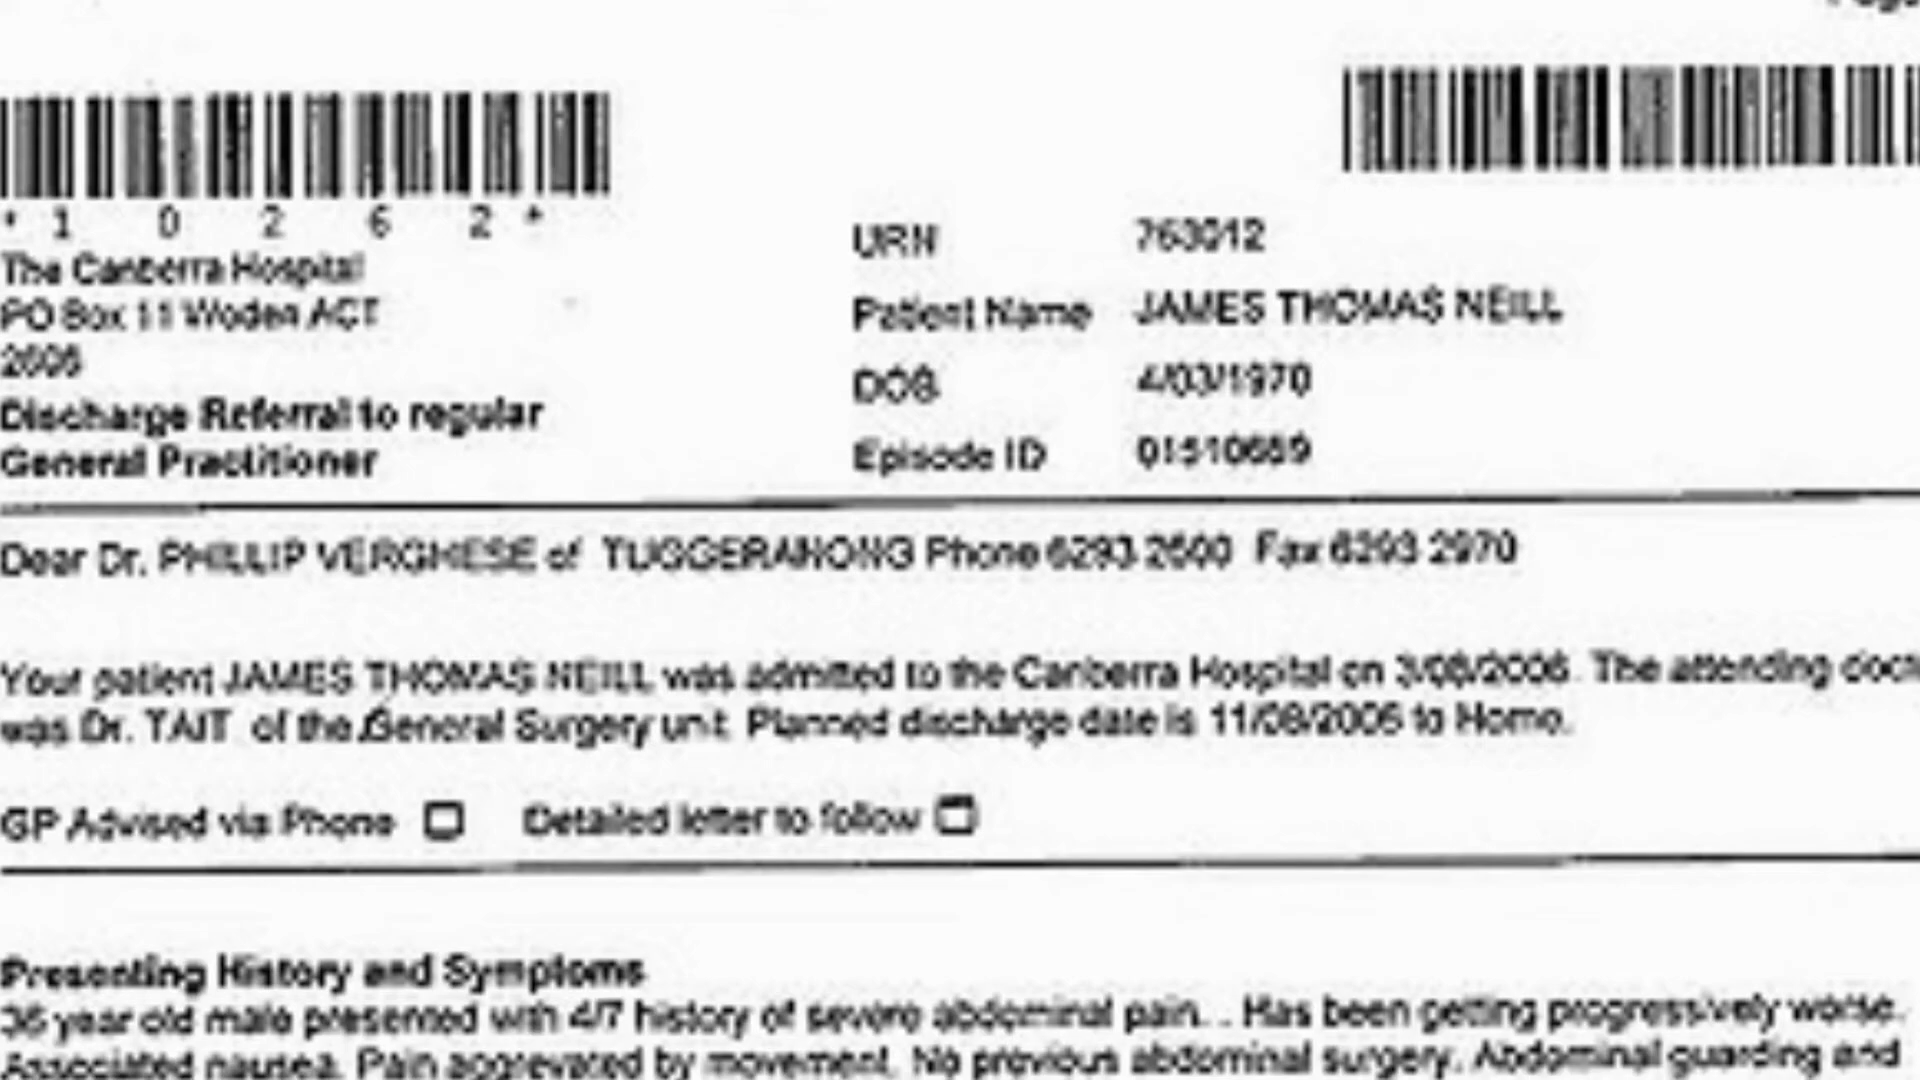 *10262*
The Canberra Hospital
PO Box 11 Woden ACT
2606
Discharge Referral to regular
General Practitioner
URN 763012
Patient Name JAMES THOMAS NEILL
DOB 4/03/1970
Episode ID 01510689
Dear Dr. PHILLIP VERGHESE of TUGGERANONG Phone 6293 2600 Fax 6293 2970
Your patient JAMES THOMAS NEILL was admitted to the Canberra Hospital on 3/08/2006. The attending
was Dr. TAIT of the General Surgery unit. Planned discharge date is 11/08/2006 to Home.
GP Advised via Phone
Detailed letter to follow
Presenting History and Symptoms
36 year old male presented with 4/7 history of severe abdominal pain. . Has been getting progressively worse.
Associated nausea. Pain aggrevated by movement. No previous abdominal surgery. Abdominal guarding and